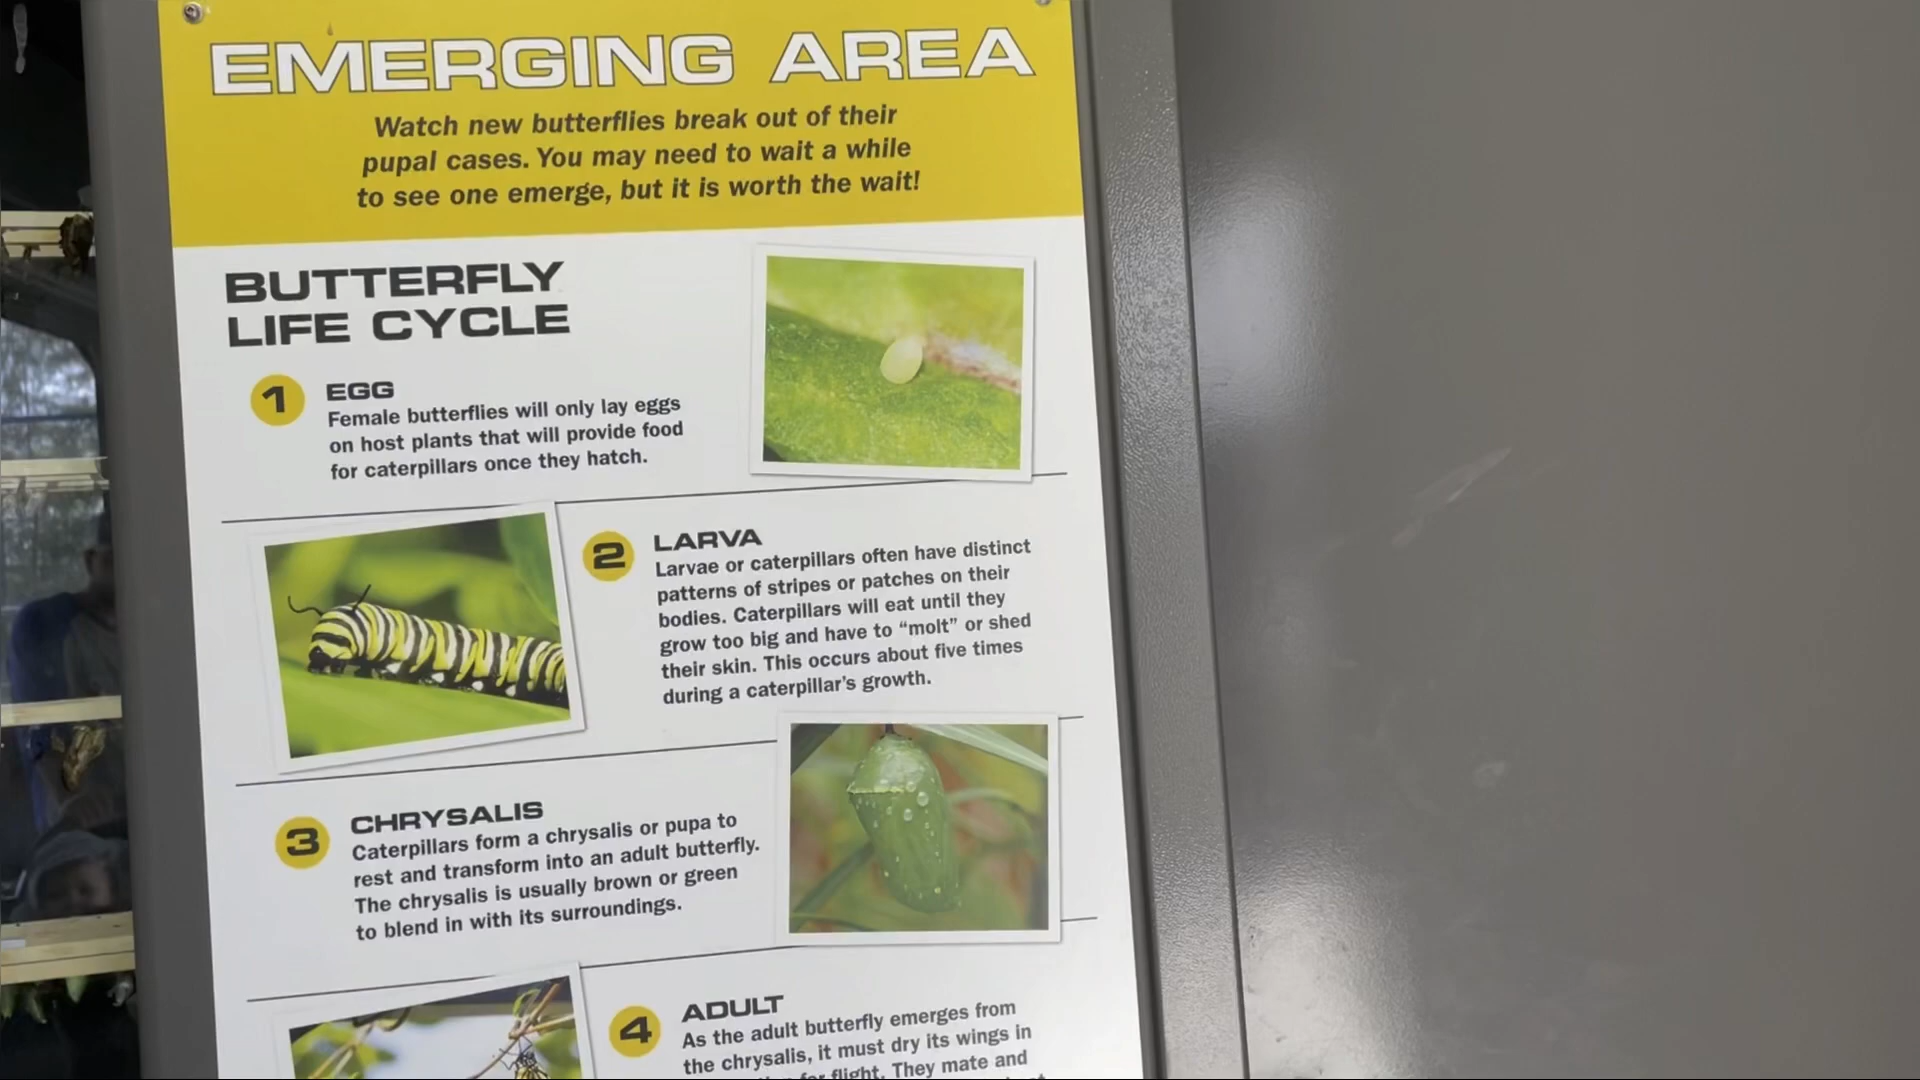 EMERGING AREA
Watch new butterflies break out of their
pupal cases. You may need to wait a while
to see one emerge, but it is worth the wait!
BUTTERFLY
LIFE CYCLE
1
EGG
Female butterflies will only lay eggs
on host plants that will provide food
for caterpillars once they hatch.
2
LARVA
Larvae or caterpillars often have distinct
patterns of stripes or patches on their
bodies. Caterpillars will eat until they
grow too big and have to “molt” or shed
their skin. This occurs about five times
during a caterpillar’s growth.
3
CHRYSALIS
Caterpillars form a chrysalis or pupa to
rest and transform into an adult butterfly.
The chrysalis is usually brown or green
to blend in with its surroundings.
4
ADULT
As the adult butterfly emerges from
the chrysalis, it must dry its wings in
for flight. They mate and